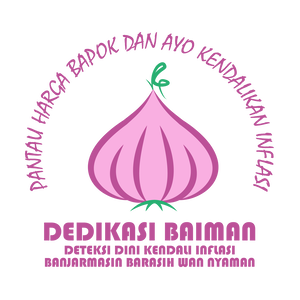 PANTAU HARGA BAPOK DAN AYO KENDALIKAN INFLASI
DEDIKASI BAIMAN
DETEKSI DINI KENDALI INFLASI
BANJARMASIN BARASIH WAN NYAMAN